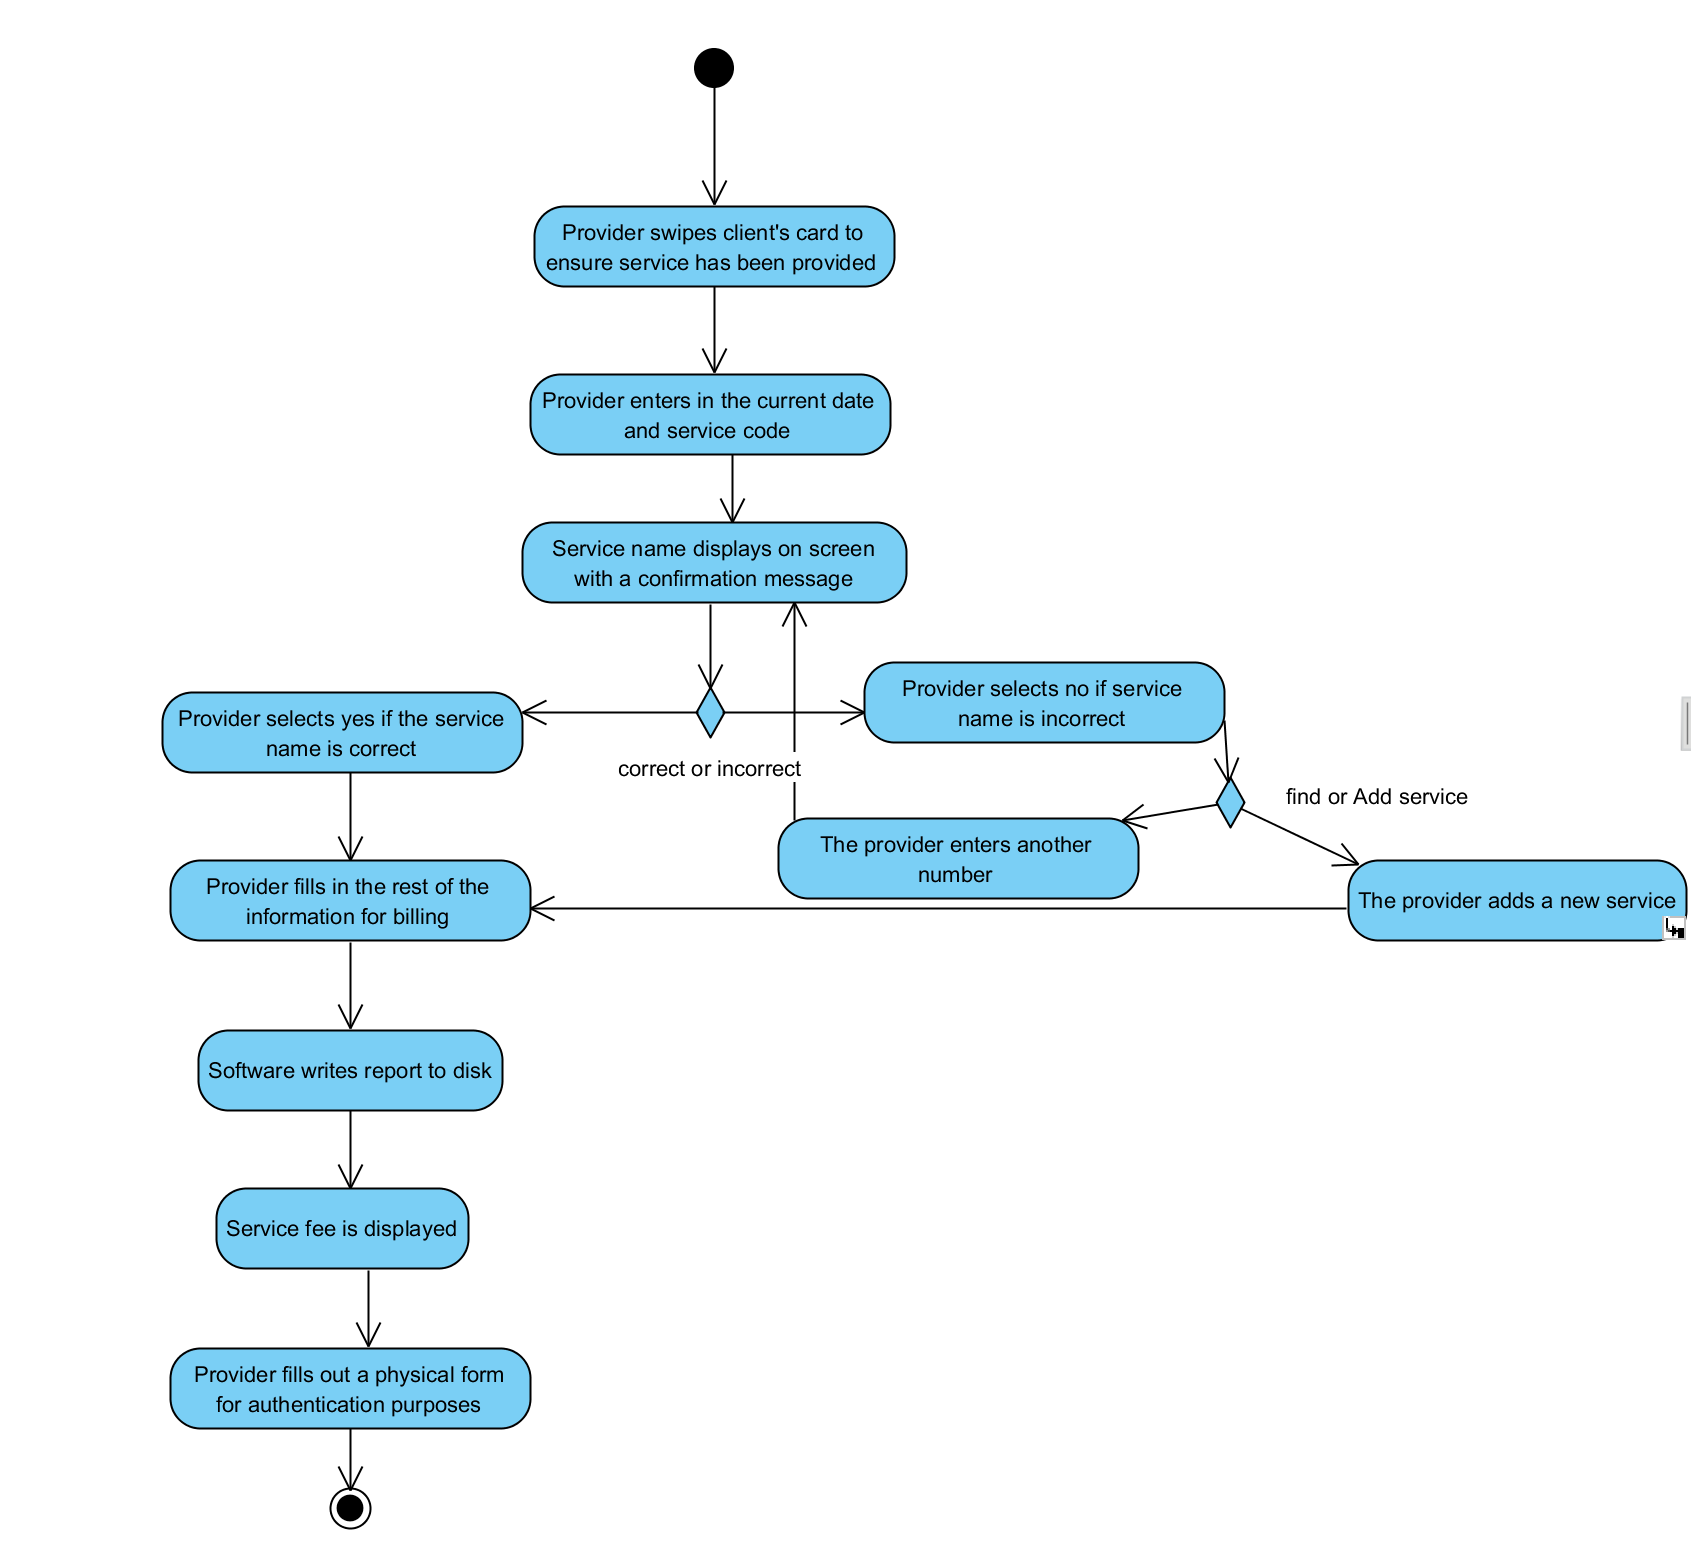 Provider swipes client's card to
ensure service has been provided
Provider enters in the current date
and service code
Service name displays on screen
with a confirmation message
Provider selects yes if the service
name is correct
Provider selects no if service
name is incorrect
correct or incorrect
find or Add service
The provider enters another
number
Provider fills in the rest of the
information for billing
The provider adds a new service
Software writes report to disk
Service fee is displayed
Provider fills out a physical form
for authentication purposes